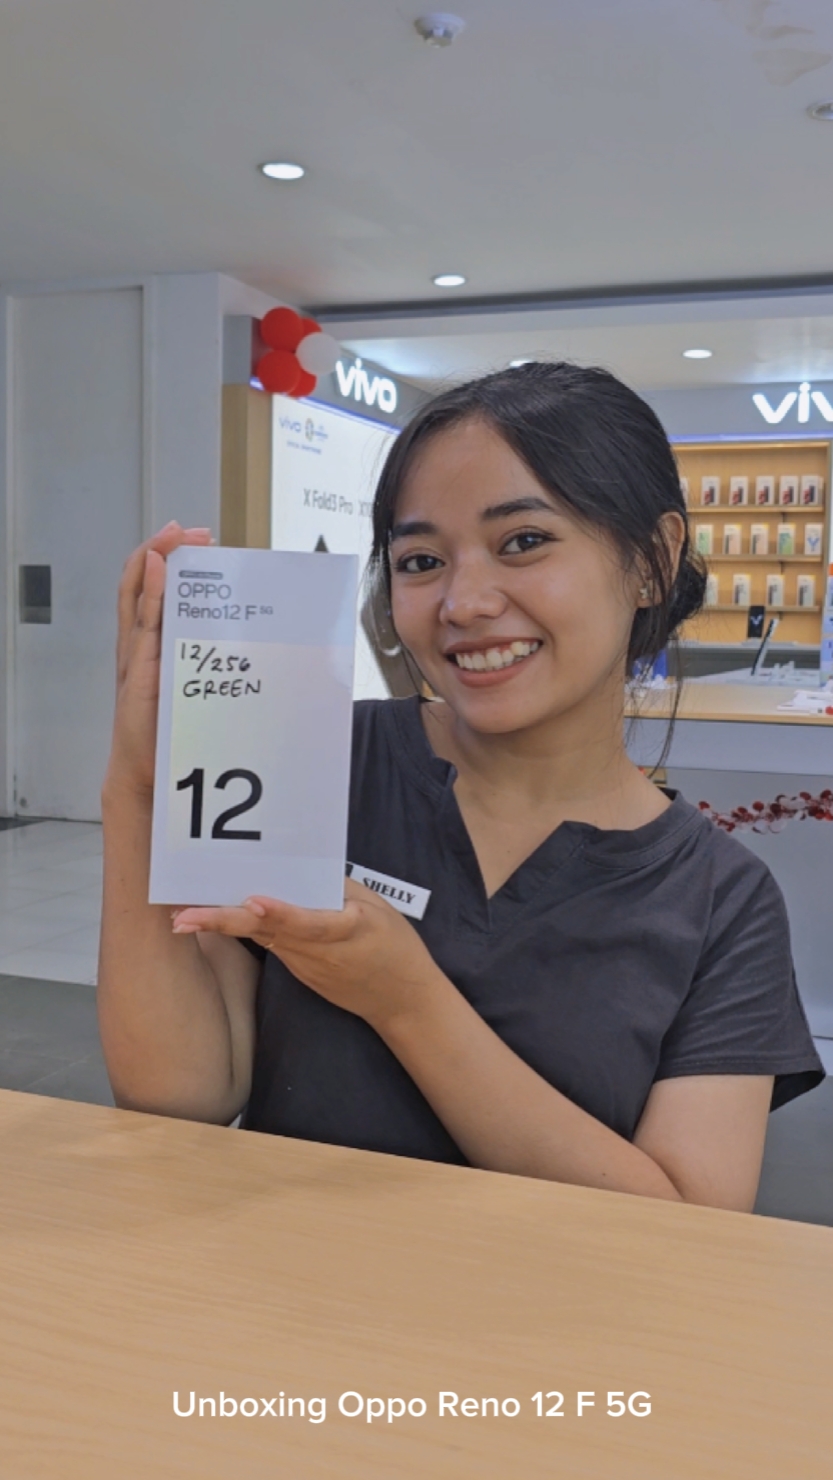 vivo
vivo
X Fold3 Pro
OPPO
Reno12 F 5G
12/256
GREEN
12
SHELLY
Unboxing Oppo Reno 12 F 5G